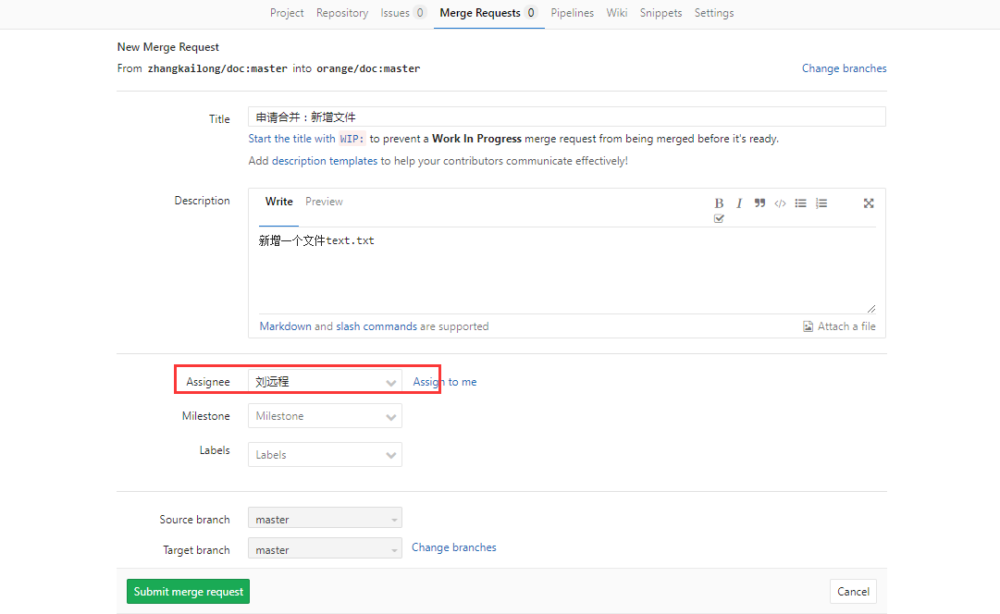 Project Repository Issues 0 Merge Requests 0 Pipelines Wiki Snippets Settings
New Merge Request
From zhangkailong/doc:master into orange/doc:master Change branches
Title 申请合并：新增文件
Start the title with WIP: to prevent a Work In Progress merge request from being merged before it's ready.
Add description templates to help your contributors communicate effectively!
Description Write Preview
新增一个文件text.txt
Markdown and slash commands are supported Attach a file
Assignee 刘远程 Assign to me
Milestone Milestone
Labels Labels
Source branch master
Target branch master Change branches
Submit merge request Cancel